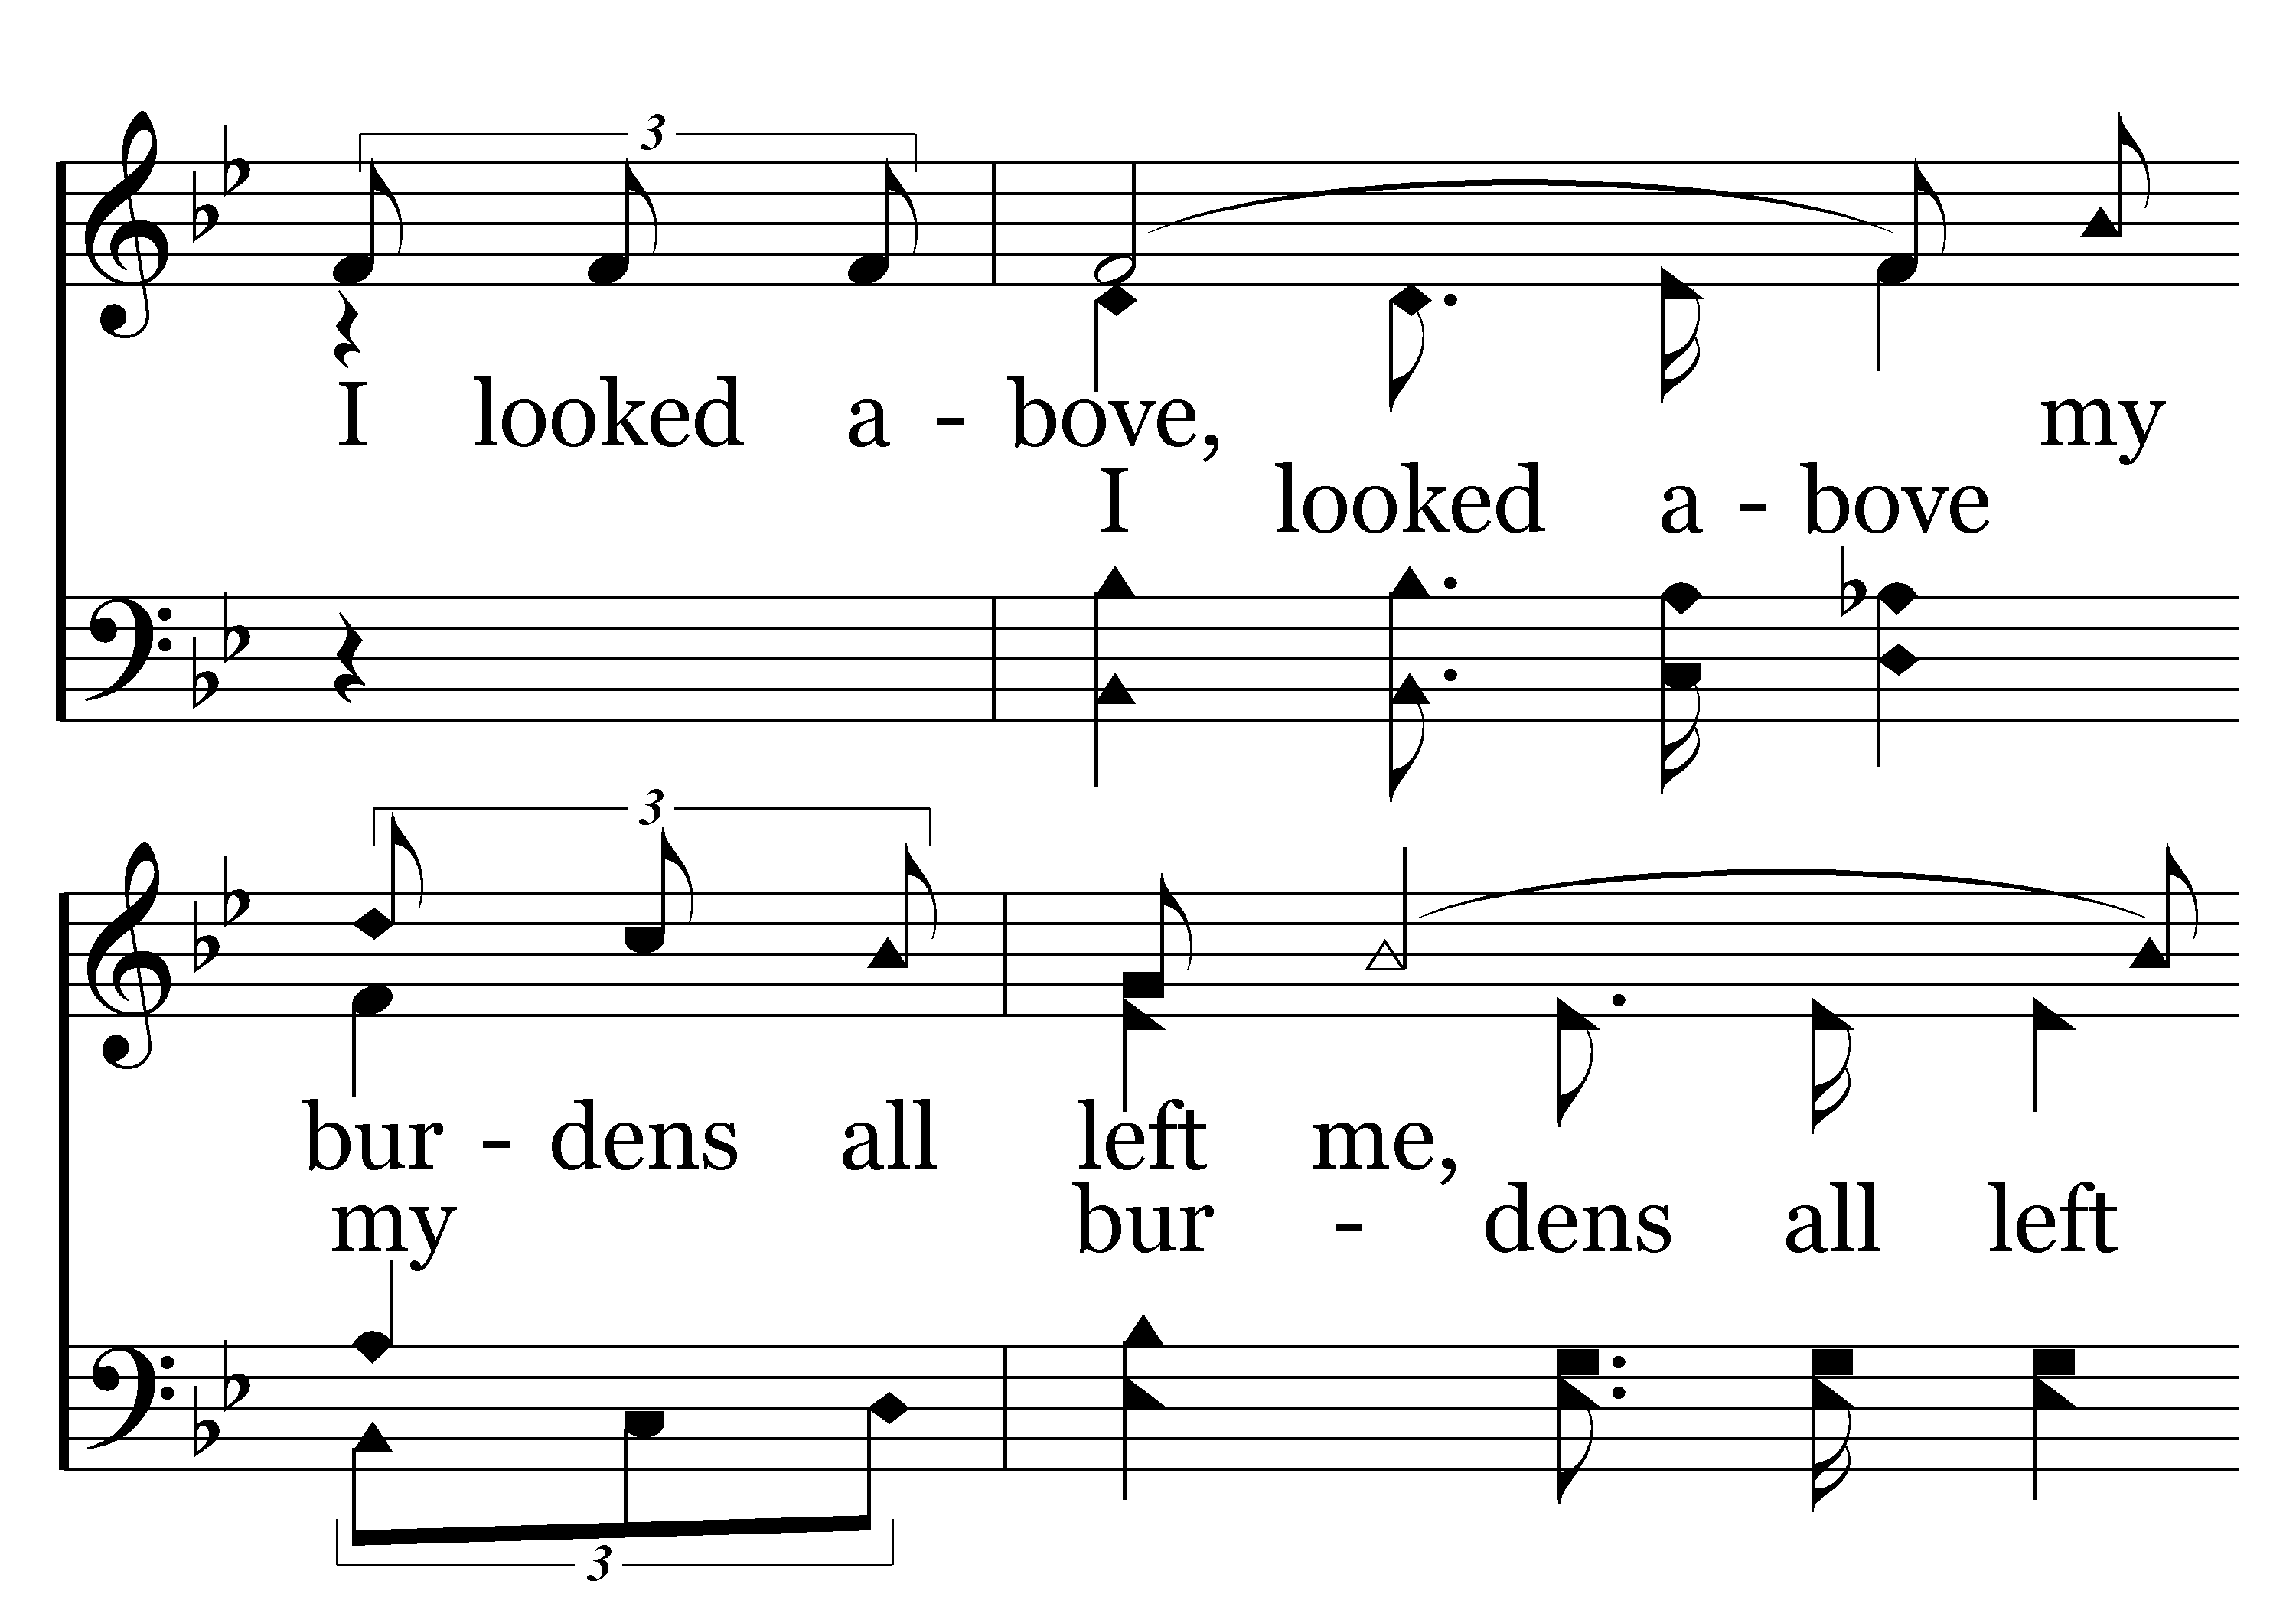 3
I looked a - bove, my
I looked a - bove
3
bur - dens all left me,
my bur - dens all left
3